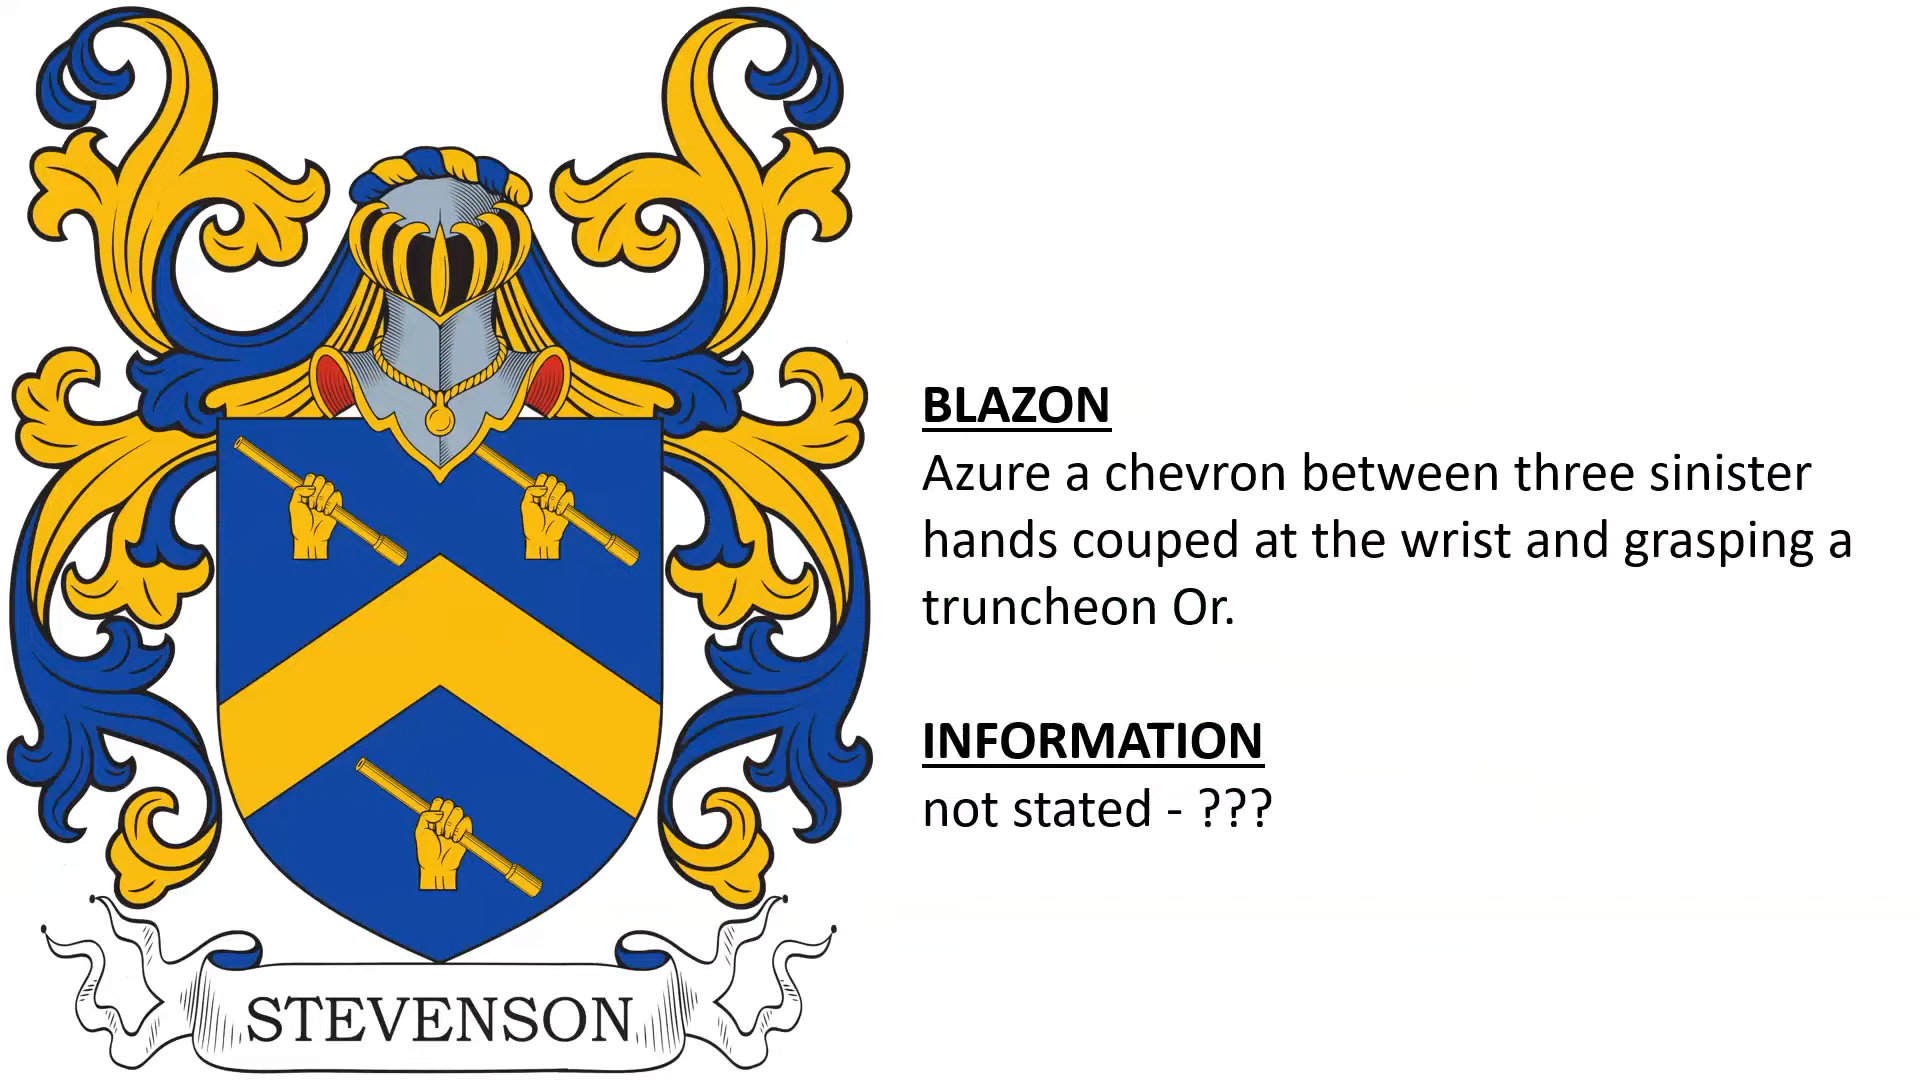 BLAZON
Azure a chevron between three sinister
hands couped at the wrist and grasping a
truncheon Or.
INFORMATION
not stated - ???
STEVENSON